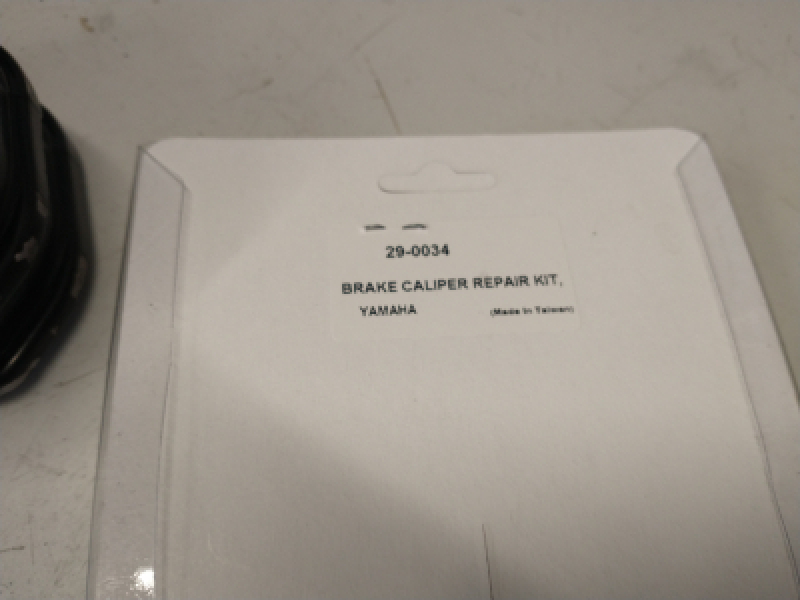 29-0034
BRAKE CALIPER REPAIR KIT,
YAMAHA (Made In Taiwan)